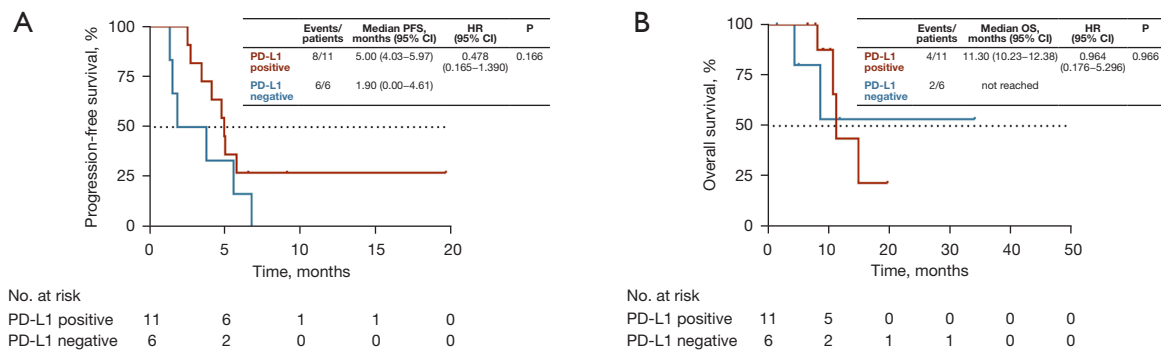 A
Events/ patients Median PFS, months (95% CI) HR (95% CI) P
PD-L1 positive 8/11 5.00 (4.03–5.97) 0.478 (0.165–1.390) 0.166
PD-L1 negative 6/6 1.90 (0.00–4.61)
Progression-free survival, %
100
75
50
25
0
0 5 10 15 20
Time, months
No. at risk
PD-L1 positive 11 6 1 1 0
PD-L1 negative 6 2 0 0 0
B
Events/ patients Median OS, months (95% CI) HR (95% CI) P
PD-L1 positive 4/11 11.30 (10.23–12.38) 0.964 (0.176–5.296) 0.966
PD-L1 negative 2/6 not reached
Overall survival, %
100
75
50
25
0
0 10 20 30 40 50
Time, months
No. at risk
PD-L1 positive 11 5 0 0 0 0
PD-L1 negative 6 2 1 1 0 0